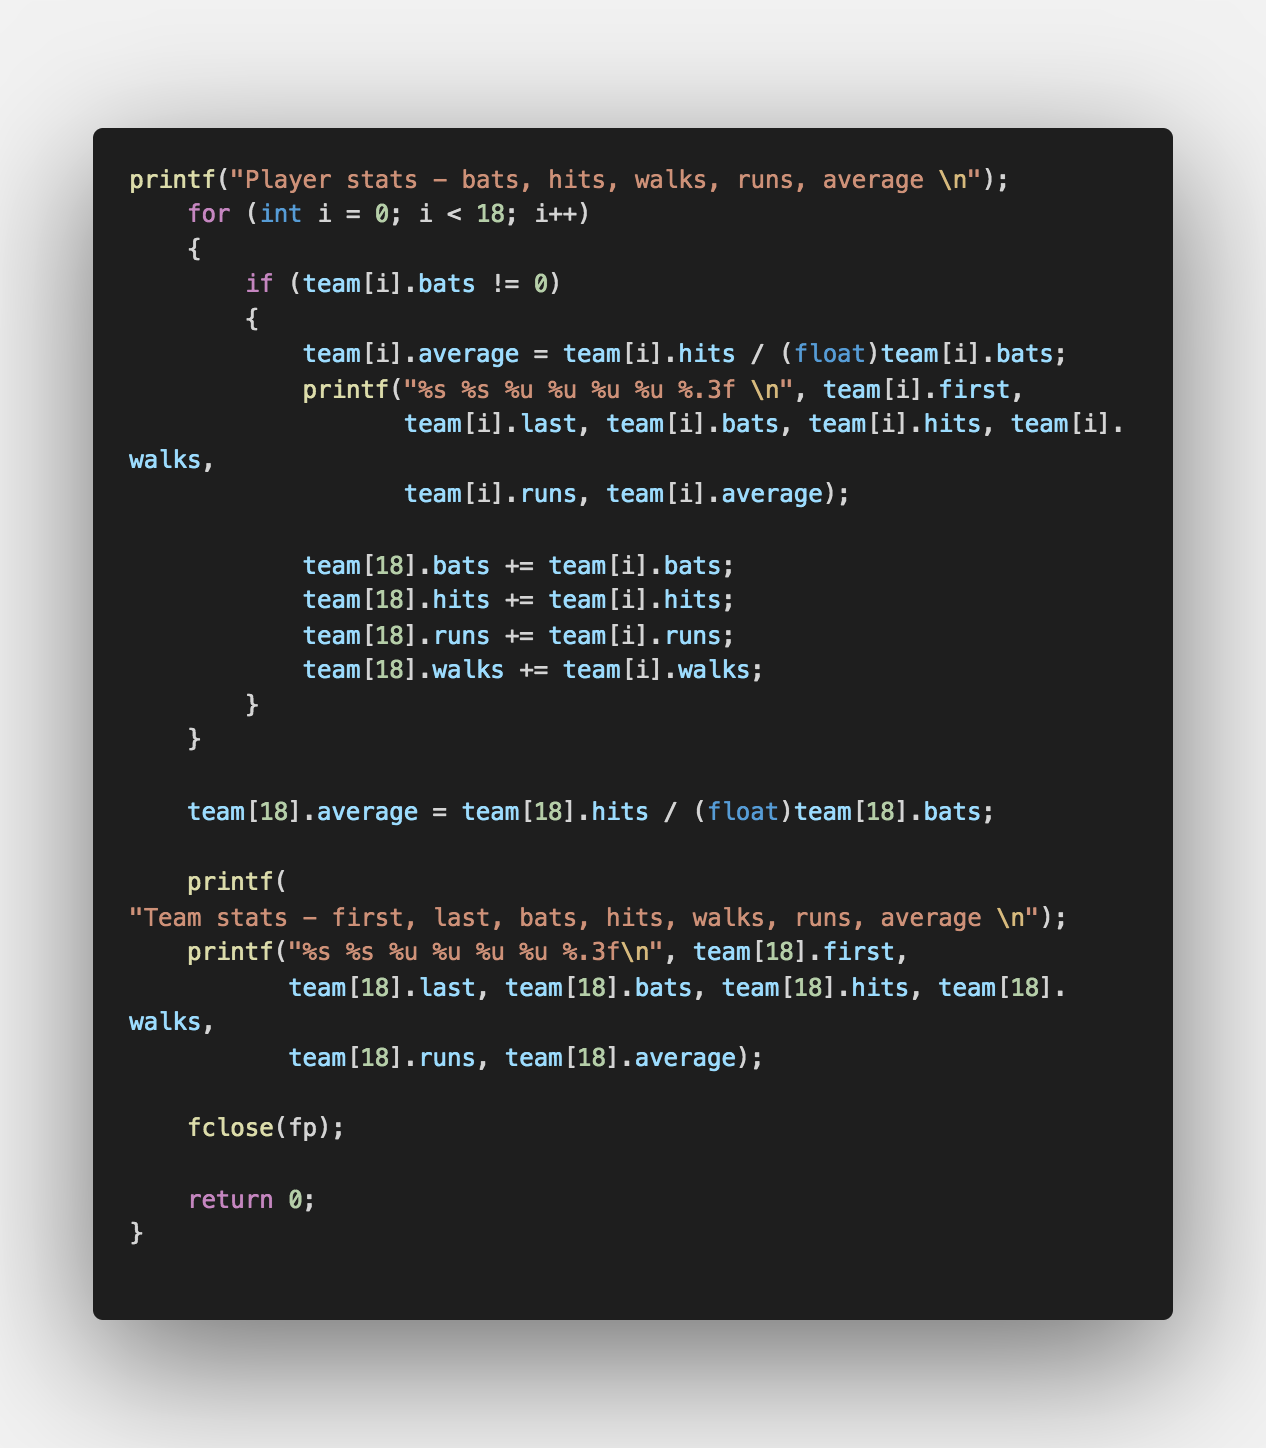 printf("Player stats – bats, hits, walks, runs, average \n");
    for (int i = 0; i < 18; i++)
    {
        if (team[i].bats != 0)
        {
            team[i].average = team[i].hits / (float)team[i].bats;
            printf("%s %s %u %u %u %u %.3f \n", team[i].first,
                   team[i].last, team[i].bats, team[i].hits, team[i].
walks,
                   team[i].runs, team[i].average);

            team[18].bats += team[i].bats;
            team[18].hits += team[i].hits;
            team[18].runs += team[i].runs;
            team[18].walks += team[i].walks;
        }
    }

    team[18].average = team[18].hits / (float)team[18].bats;

    printf(
"Team stats – first, last, bats, hits, walks, runs, average \n");
    printf("%s %s %u %u %u %u %.3f\n", team[18].first,
           team[18].last, team[18].bats, team[18].hits, team[18].
walks,
           team[18].runs, team[18].average);

    fclose(fp);

    return 0;
}